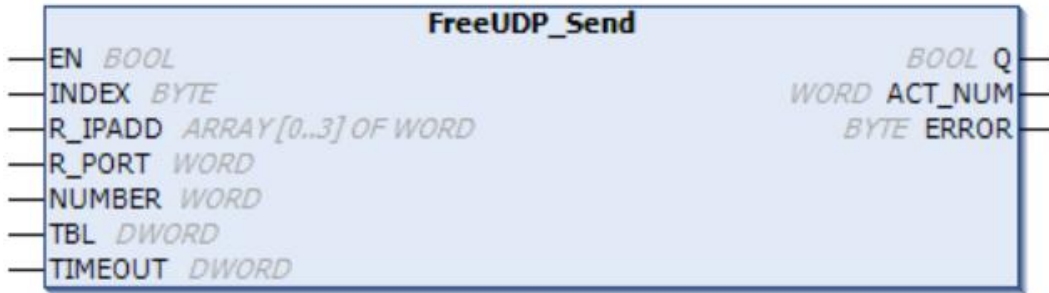 FreeUDP_Send
EN BOOL BOOL Q
INDEX BYTE WORD ACT_NUM
R_IPADD ARRAY[0..3] OF WORD BYTE ERROR
R_PORT WORD
NUMBER WORD
TBL DWORD
TIMEOUT DWORD